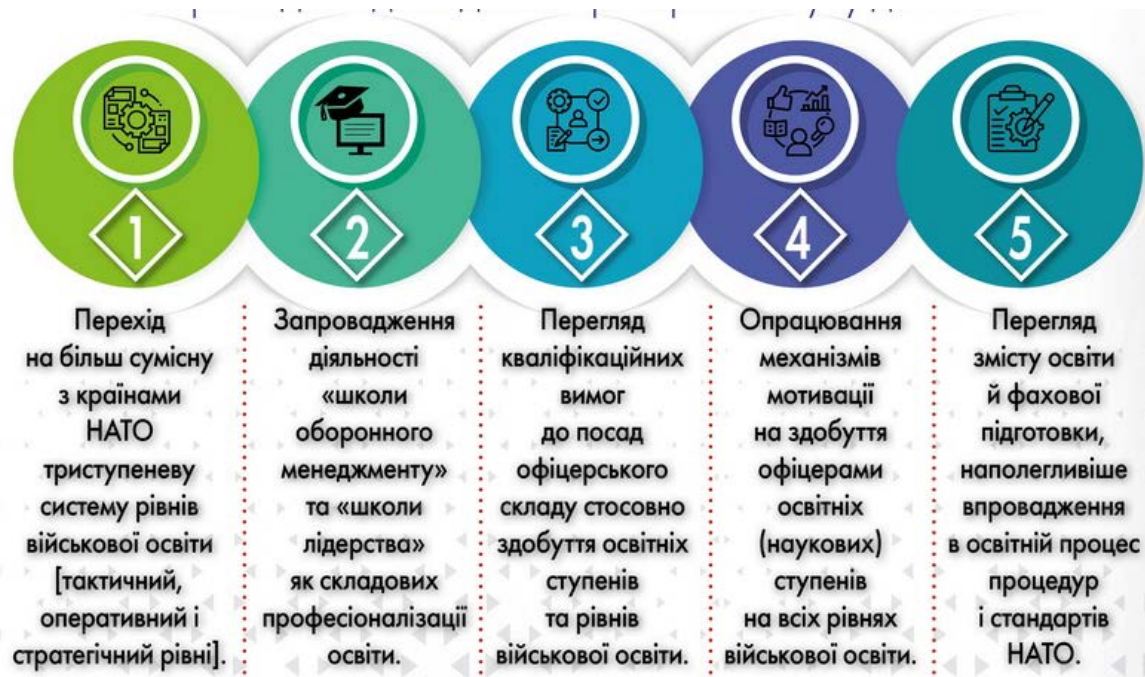 1
Перехід
на більш сумісну
з країнами
НАТО
триступеневу
систему рівнів
військової освіти
[тактичний,
оперативний і
стратегічний рівні].
2
Запровадження
діяльності
«школи
оборонного
менеджменту»
та «школи
лідерства»
як складових
професіоналізації
освіти.
3
Перегляд
кваліфікаційних
вимог
до посад
офіцерського
складу стосовно
здобуття освітніх
ступенів
та рівнів
військової освіти.
4
Опрацювання
механізмів
мотивації
на здобуття
офіцерами
освітніх
(наукових)
ступенів
на всіх рівнях
військової освіти.
5
Перегляд
змісту освіти
й фахової
підготовки,
наполегливіше
впровадження
в освітній процес
процедур
і стандартів
НАТО.